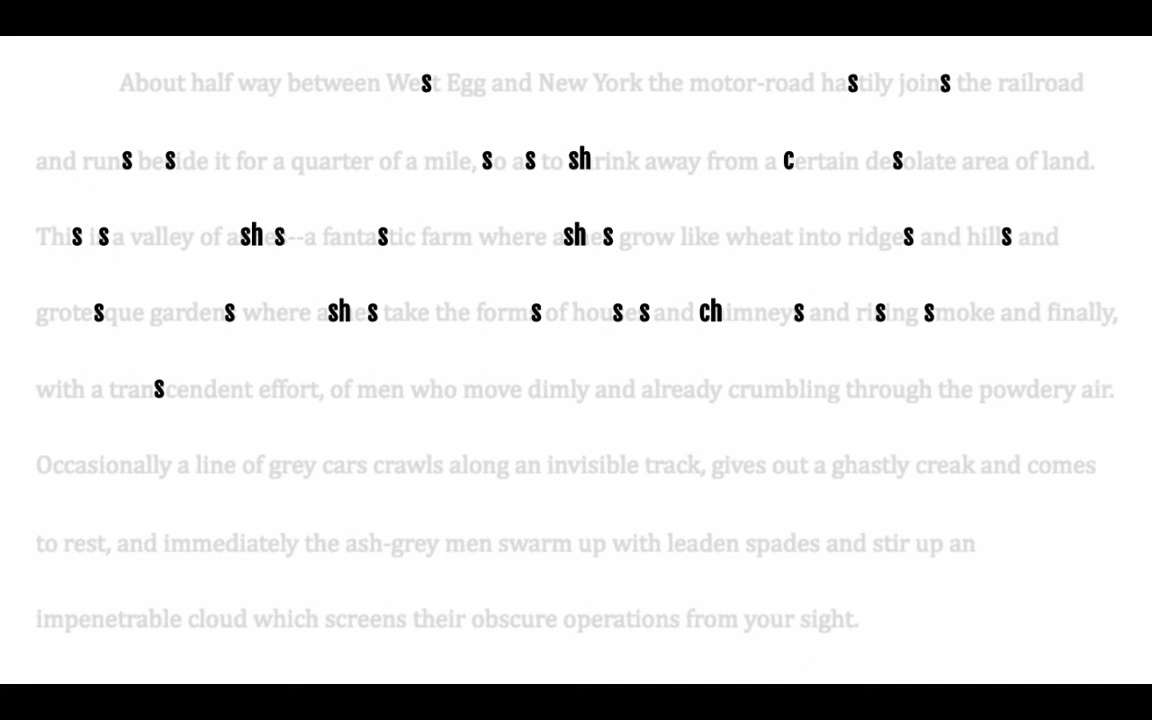 About half way between West Egg and New York the motor-road hastily joins the railroad
and runs beside it for a quarter of a mile, so as to shrink away from a certain desolate area of land.
This is a valley of ashes--a fantastic farm where ashes grow like wheat into ridges and hills and
grotesque gardens where ashes take the forms of houses and chimneys and rising smoke and finally,
with a transcendent effort, of men who move dimly and already crumbling through the powdery air.
Occasionally a line of grey cars crawls along an invisible track, gives out a ghastly creak and comes
to rest, and immediately the ash-grey men swarm up with leaden spades and stir up an
impenetrable cloud which screens their obscure operations from your sight.